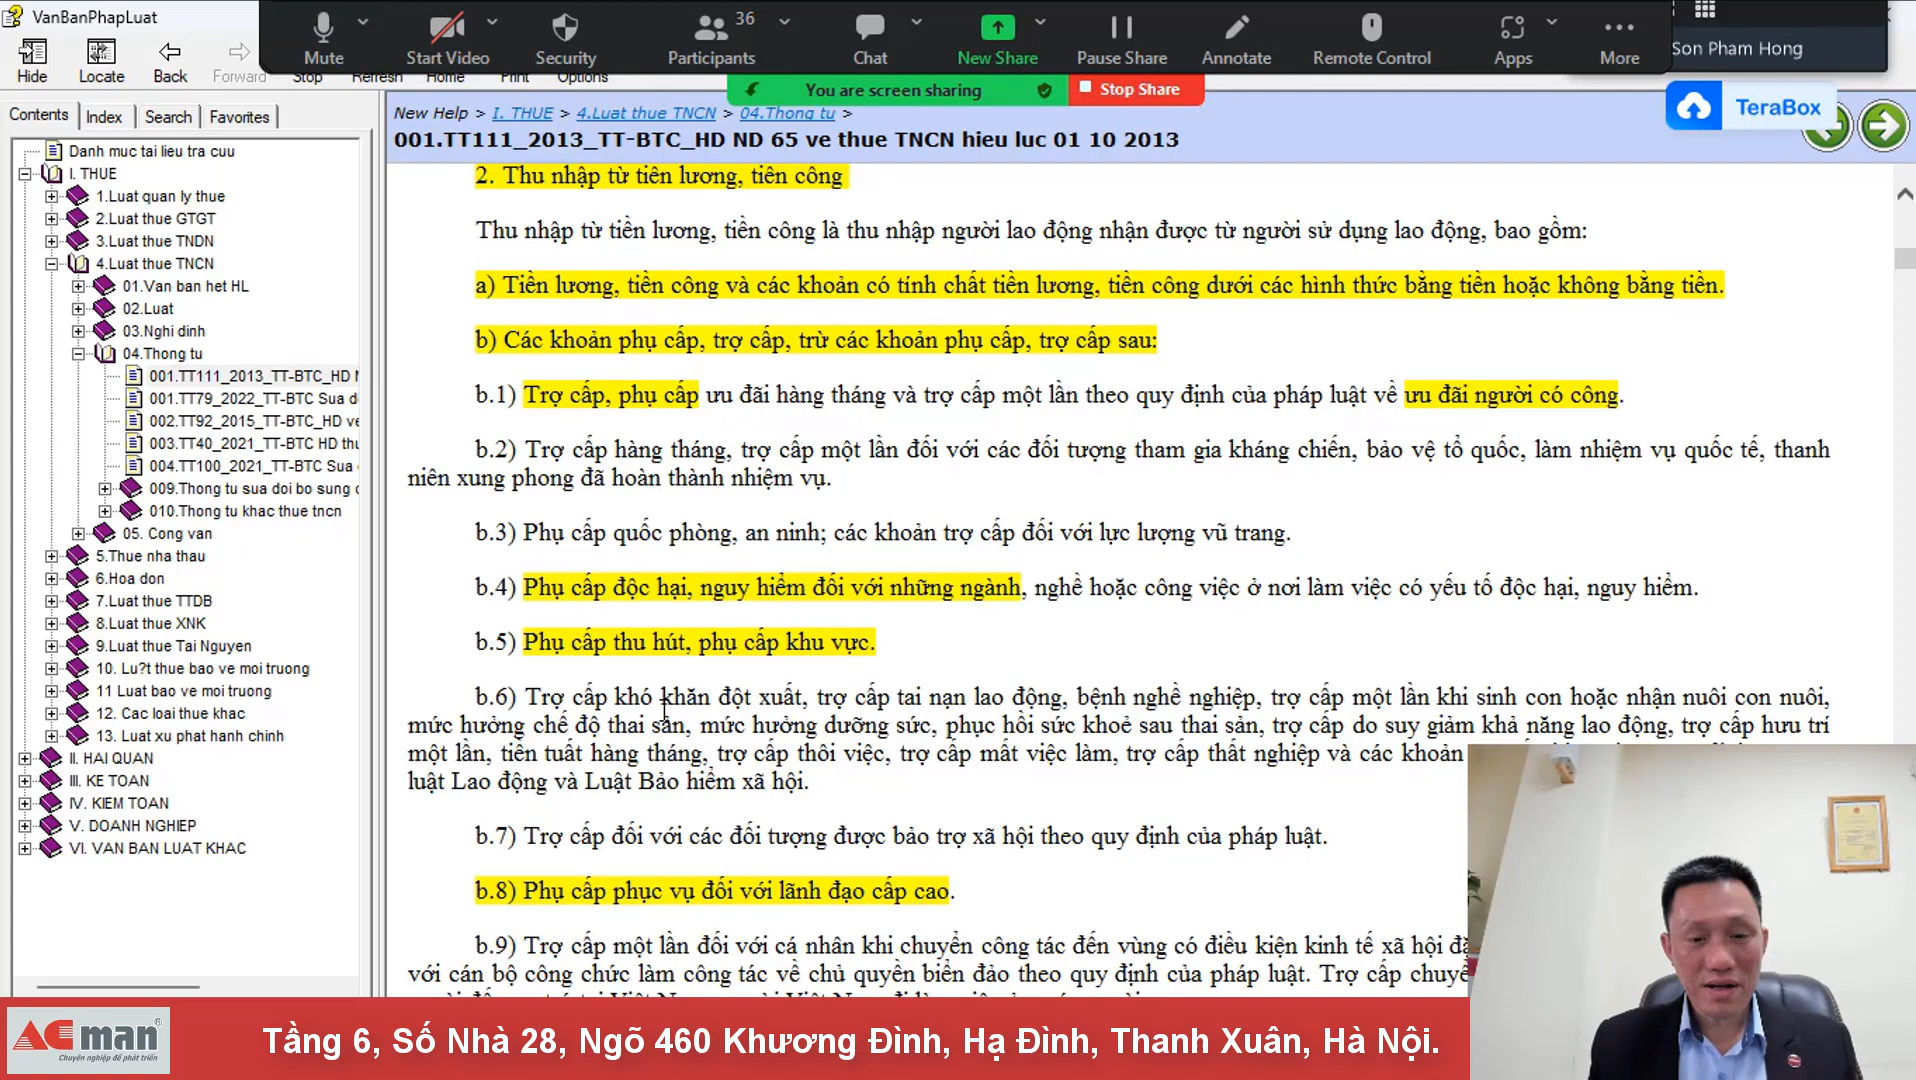 VanBanPhapLuat
Mute
Start Video
Security
Participants
36
Chat
New Share
Pause Share
Annotate
Remote Control
Apps
More
Son Pham Hong
Hide
Locate
Back
Forward
Stop
Refresh
Home
Print
Options
You are screen sharing
Stop Share
TeraBox
Contents
Index
Search
Favorites
New Help > I. THUE > 4.Luat thue TNCN > 04.Thong tu >
001.TT111_2013_TT-BTC_HD ND 65 ve thue TNCN hieu luc 01 10 2013
Danh muc tai lieu tra cuu
I. THUE
1.Luat quan ly thue
2.Luat thue GTGT
3.Luat thue TNDN
4.Luat thue TNCN
01.Van ban het HL
02.Luat
03.Nghi dinh
04.Thong tu
001.TT111_2013_TT-BTC_HD
001.TT79_2022_TT-BTC Sua d
002.TT92_2015_TT-BTC_HD ve
003.TT40_2021_TT-BTC HD thu
004.TT100_2021_TT-BTC Sua
009.Thong tu sua doi bo sung
010.Thong tu khac thue tncn
05. Cong van
5.Thue nha thau
6.Hoa don
7.Luat thue TTDB
8.Luat thue XNK
9.Luat thue Tai Nguyen
10. Lu?t thue bao ve moi truong
11 Luat bao ve moi truong
12. Cac loai thue khac
13. Luat xu phat hanh chinh
II. HAI QUAN
III. KE TOAN
IV. KIEM TOAN
V. DOANH NGHIEP
VI. VAN BAN LUAT KHAC
2. Thu nhập từ tiền lương, tiền công
Thu nhập từ tiền lương, tiền công là thu nhập người lao động nhận được từ người sử dụng lao động, bao gồm:
a) Tiền lương, tiền công và các khoản có tính chất tiền lương, tiền công dưới các hình thức bằng tiền hoặc không bằng tiền.
b) Các khoản phụ cấp, trợ cấp, trừ các khoản phụ cấp, trợ cấp sau:
b.1) Trợ cấp, phụ cấp ưu đãi hàng tháng và trợ cấp một lần theo quy định của pháp luật về ưu đãi người có công.
b.2) Trợ cấp hàng tháng, trợ cấp một lần đối với các đối tượng tham gia kháng chiến, bảo vệ tổ quốc, làm nhiệm vụ quốc tế, thanh
niên xung phong đã hoàn thành nhiệm vụ.
b.3) Phụ cấp quốc phòng, an ninh; các khoản trợ cấp đối với lực lượng vũ trang.
b.4) Phụ cấp độc hại, nguy hiểm đối với những ngành, nghề hoặc công việc ở nơi làm việc có yếu tố độc hại, nguy hiểm.
b.5) Phụ cấp thu hút, phụ cấp khu vực.
b.6) Trợ cấp khó khăn đột xuất, trợ cấp tai nạn lao động, bệnh nghề nghiệp, trợ cấp một lần khi sinh con hoặc nhận nuôi con nuôi,
mức hưởng chế độ thai sản, mức hưởng dưỡng sức, phục hồi sức khoẻ sau thai sản, trợ cấp do suy giảm khả năng lao động, trợ cấp hưu trí
một lần, tiền tuất hàng tháng, trợ cấp thôi việc, trợ cấp mất việc làm, trợ cấp thất nghiệp và các khoản
luật Lao động và Luật Bảo hiểm xã hội.
b.7) Trợ cấp đối với các đối tượng được bảo trợ xã hội theo quy định của pháp luật.
b.8) Phụ cấp phục vụ đối với lãnh đạo cấp cao.
b.9) Trợ cấp một lần đối với cá nhân khi chuyển công tác đến vùng có điều kiện kinh tế xã hội
với cán bộ công chức làm công tác về chủ quyền biển đảo theo quy định của pháp luật. Trợ cấp
ACman
Chuyên nghiệp để phát triển
Tầng 6, Số Nhà 28, Ngõ 460 Khương Đình, Hạ Đình, Thanh Xuân, Hà Nội.